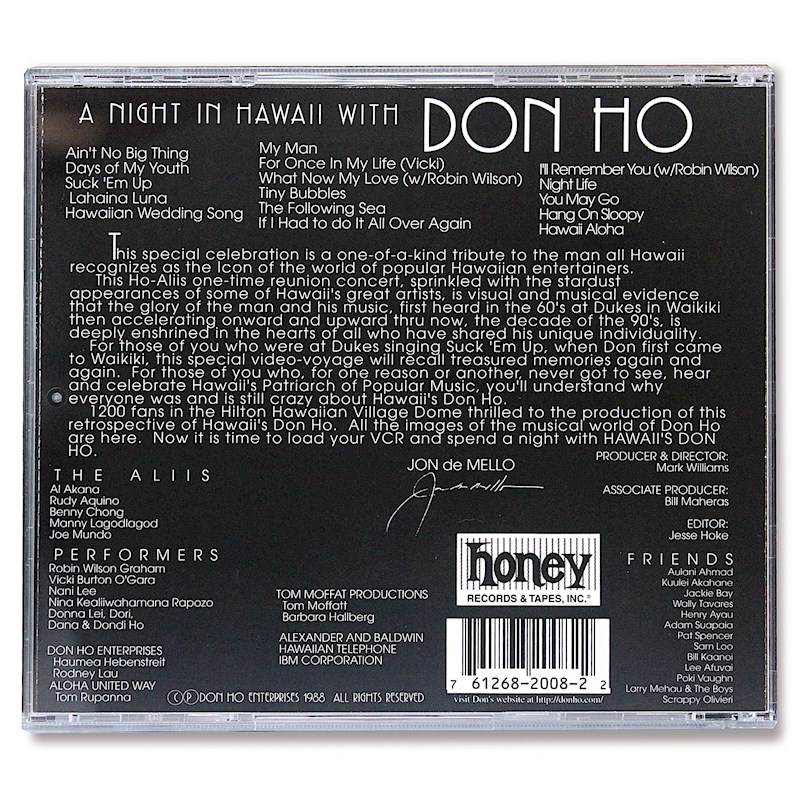 A NIGHT IN HAWAII WITH DON HO
Ain't No Big Thing
Days of My Youth
Suck 'Em Up
Lahaina Luna
Hawaiian Wedding Song
My Man
For Once In My Life (Vicki)
What Now My Love (w/Robin Wilson)
Tiny Bubbles
The Following Sea
If I Had to do It All Over Again
I'll Remember You (w/Robin Wilson)
Night Life
You May Go
Hang On Sloopy
Hawaii Aloha
This special celebration is a one-of-a-kind tribute to the man all Hawaii
recognizes as the Icon of the world of popular Hawaiian entertainers.
This Ho-Aliis one-time reunion concert, sprinkled with the stardust
appearances of some of Hawaii's great artists, is visual and musical evidence
that the glory of the man and his music, first heard in the 60's at Dukes in Waikiki
then accelerating onward and upward thru now, the decade of the 90's, is
deeply enshrined in the hearts of all who have shared his unique individuality.
For those of you who were at Dukes singing Suck 'Em Up, when Don first came
to Waikiki, this special video-voyage will recall treasured memories again and
again. For those of you who, for one reason or another, never got to see, hear
and celebrate Hawaii's Patriarch of Popular Music, you'll understand why
everyone was and is still crazy about Hawaii's Don Ho.
1200 fans in the Hilton Hawaiian Village Dome thrilled to the production of this
retrospective of Hawaii's Don Ho. All the images of the musical world of Don Ho
are here. Now it is time to load your VCR and spend a night with HAWAII'S DON
HO.
JON de MELLO
PRODUCER & DIRECTOR:
Mark Williams
ASSOCIATE PRODUCER:
Bill Maheras
EDITOR:
Jesse Hoke
THE ALIIS
Al Akana
Rudy Aquino
Benny Chong
Manny Lagodlagod
Joe Mundo
PERFORMERS
Robin Wilson Graham
Vicki Burton O'Gara
Nani Lee
Nina Kealiiwahamana Rapozo
Donna Lei, Dori,
Dana & Dondi Ho
DON HO ENTERPRISES
Haumea Hebenstreit
Rodney Lau
ALOHA UNITED WAY
Tom Rupanna
TOM MOFFAT PRODUCTIONS
Tom Moffatt
Barbara Hallberg
ALEXANDER AND BALDWIN
HAWAIIAN TELEPHONE
IBM CORPORATION
©℗DON HO ENTERPRISES 1988 ALL RIGHTS RESERVED
honey
RECORDS & TAPES, INC.®
7 61268-2008-2 2
visit Don's website at http://donho.com/
FRIENDS
Aulani Ahmad
Kuulei Akahane
Jackie Bay
Wally Tavares
Henry Ayau
Adam Suapaia
Pat Spencer
Sam Loo
Bill Kaanoi
Lee Afuvai
Poki Vaughn
Larry Mehau & The Boys
Scrappy Olivieri